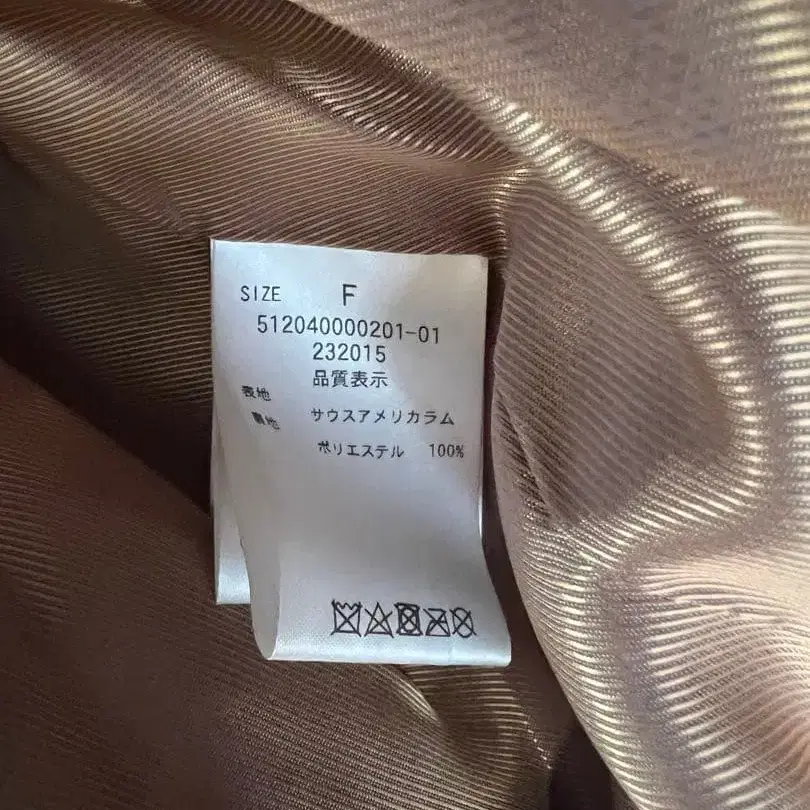 SIZE F
512040000201-01
232015
品質表示
表地 サウスアメリカラム
裏地 ポリエステル 100%